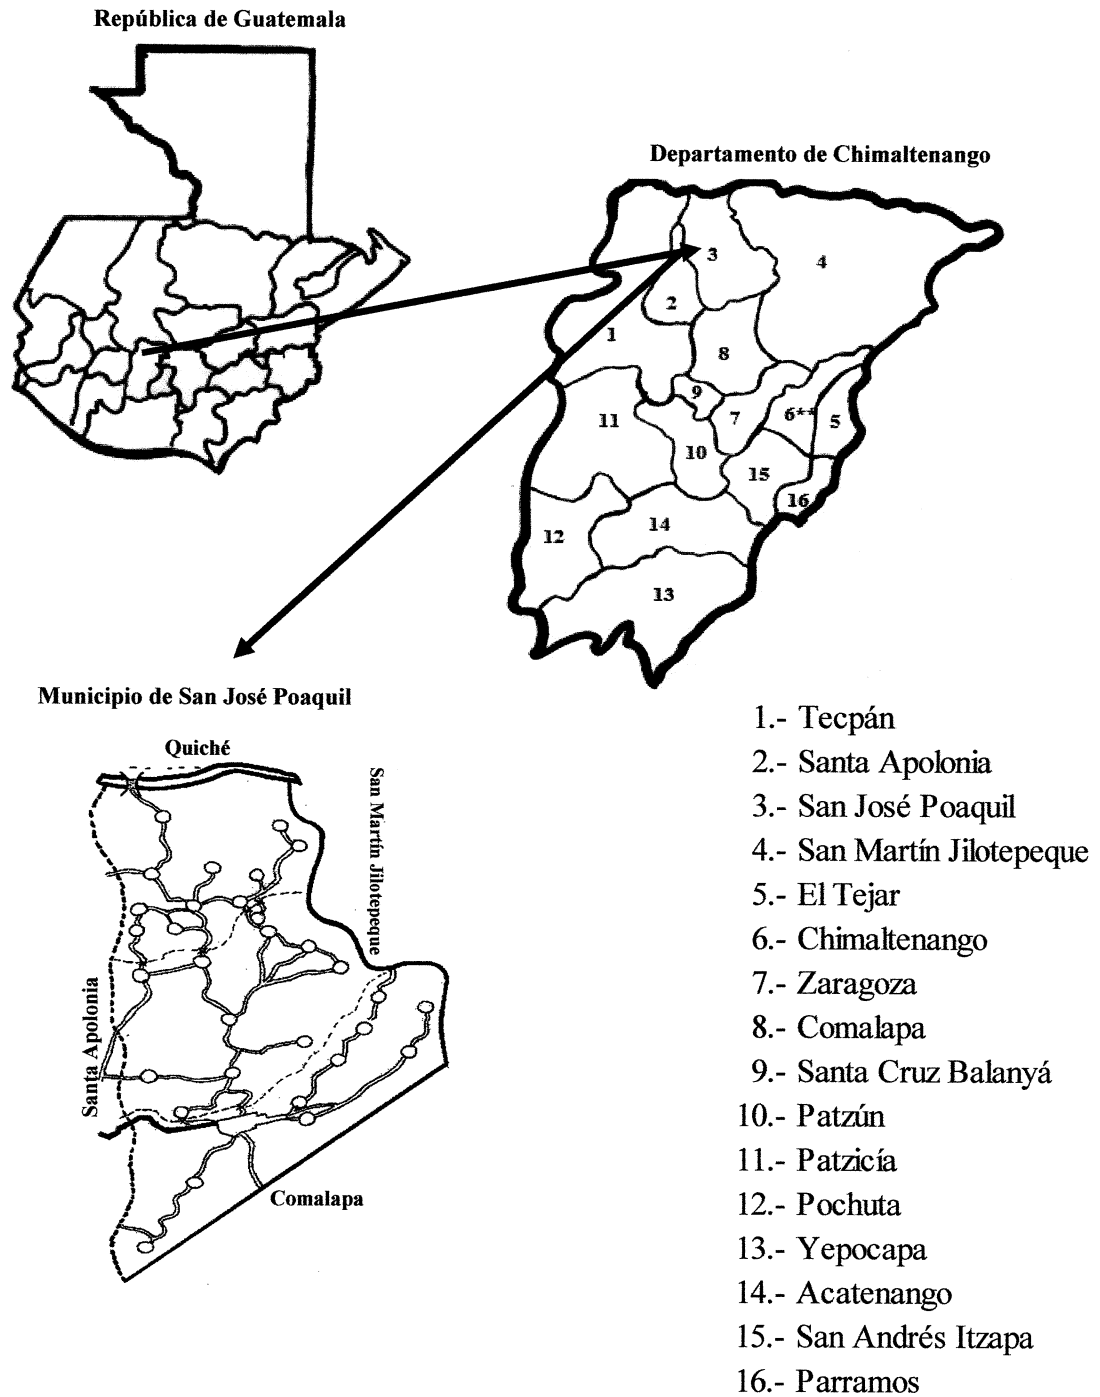 República de Guatemala
Departamento de Chimaltenango
3
4
2
1
8
9
7
6**
5
11
10
15
16
14
12
13
Municipio de San José Poaquil
Quiché
San Martín Jilotepeque
Santa Apolonia
Comalapa
1.- Tecpán
2.- Santa Apolonia
3.- San José Poaquil
4.- San Martín Jilotepeque
5.- El Tejar
6.- Chimaltenango
7.- Zaragoza
8.- Comalapa
9.- Santa Cruz Balanyá
10.- Patzún
11.- Patzicía
12.- Pochuta
13.- Yepocapa
14.- Acatenango
15.- San Andrés Itzapa
16.- Parramos